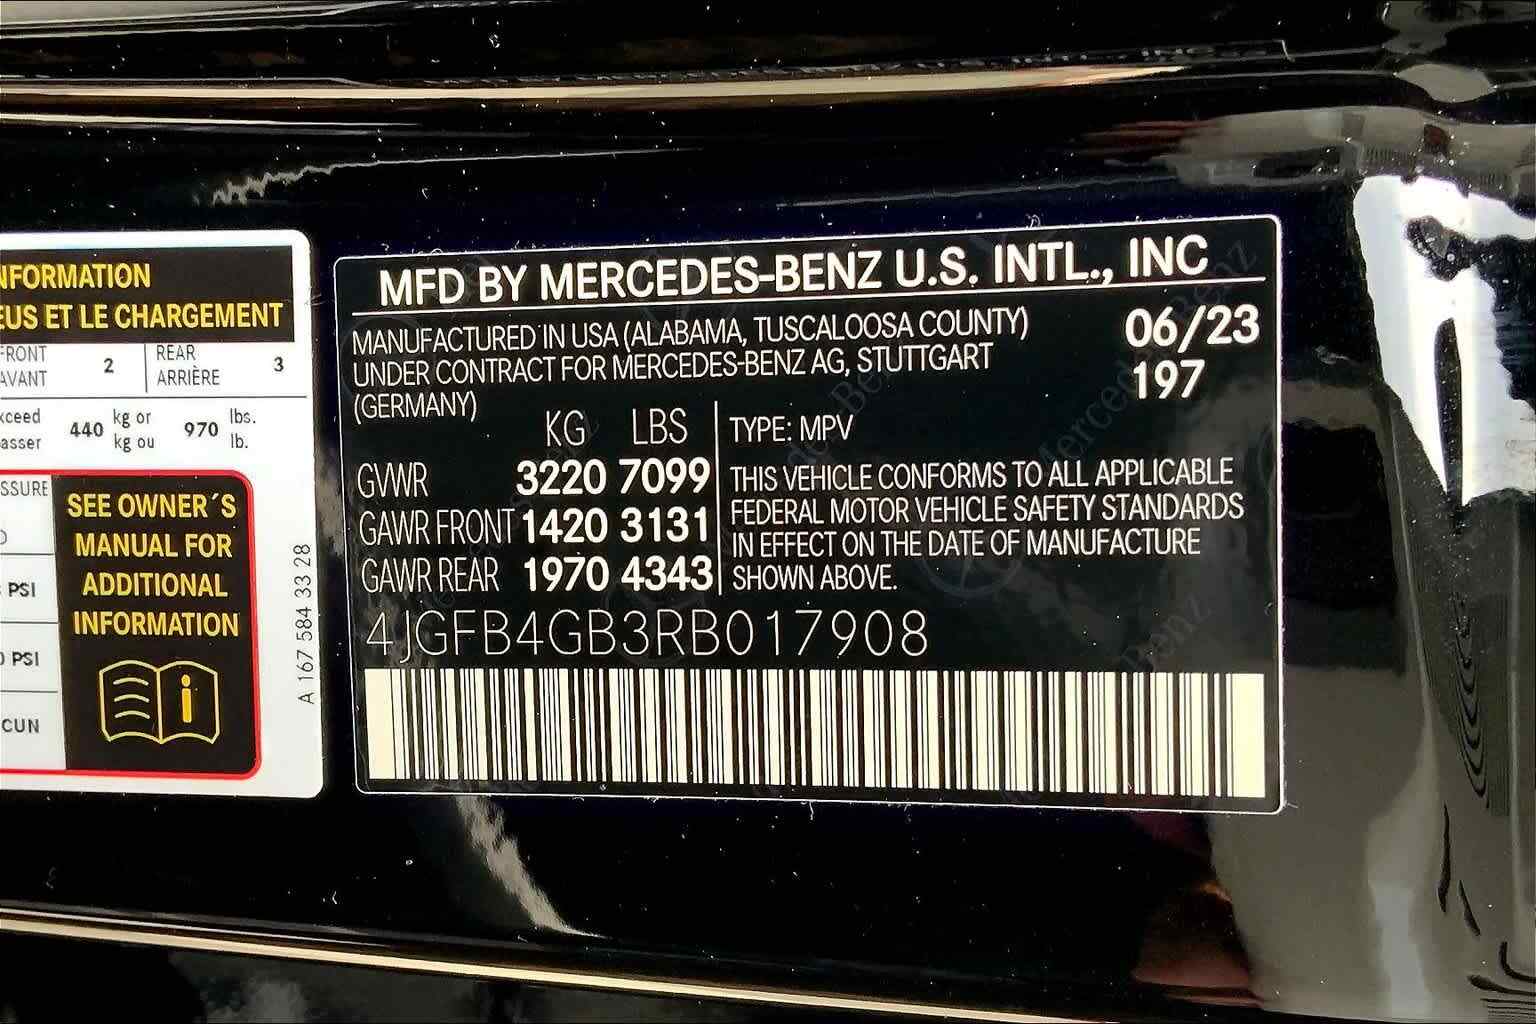 NFORMATION
EUS ET LE CHARGEMENT
FRONT
AVANT
2
REAR
ARRIÈRE
3
xceed
asser
440
kg or
kg ou
970
lbs.
lb.
SSURE
PSI
PSI
CUN
SEE OWNER´S
MANUAL FOR
ADDITIONAL
INFORMATION
A 167 584 33 28
MFD BY MERCEDES-BENZ U.S. INTL., INC
MANUFACTURED IN USA (ALABAMA, TUSCALOOSA COUNTY)
UNDER CONTRACT FOR MERCEDES-BENZ AG, STUTTGART
(GERMANY)
06/23
197
KG LBS
GVWR 3220 7099
GAWR FRONT 1420 3131
GAWR REAR 1970 4343
TYPE: MPV
THIS VEHICLE CONFORMS TO ALL APPLICABLE
FEDERAL MOTOR VEHICLE SAFETY STANDARDS
IN EFFECT ON THE DATE OF MANUFACTURE
SHOWN ABOVE.
4JGFB4GB3RB017908